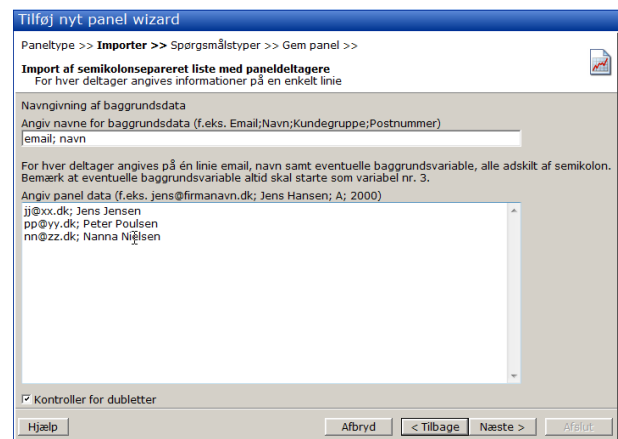 Tilføj nyt panel wizard
Paneltype >> Importer >> Spørgsmålstyper >> Gem panel >>
Import af semikolonsepareret liste med paneldeltagere
For hver deltager angives informationer på en enkelt linie
Navngivning af baggrundsdata
Angiv navne for baggrundsdata (f.eks. Email;Navn;Kundegruppe;Postnummer)
email; navn
For hver deltager angives på én linie email, navn samt eventuelle baggrundsvariable, alle adskilt af semikolon.
Bemærk at eventuelle baggrundsvariable altid skal starte som variabel nr. 3.
Angiv panel data (f.eks. jens@firmanavn.dk; Jens Hansen; A; 2000)
jj@xx.dk; Jens Jensen
pp@yy.dk; Peter Poulsen
nn@zz.dk; Nanna Nielsen
Kontroller for dubletter
Hjælp Afbryd < Tilbage Næste > Afslut